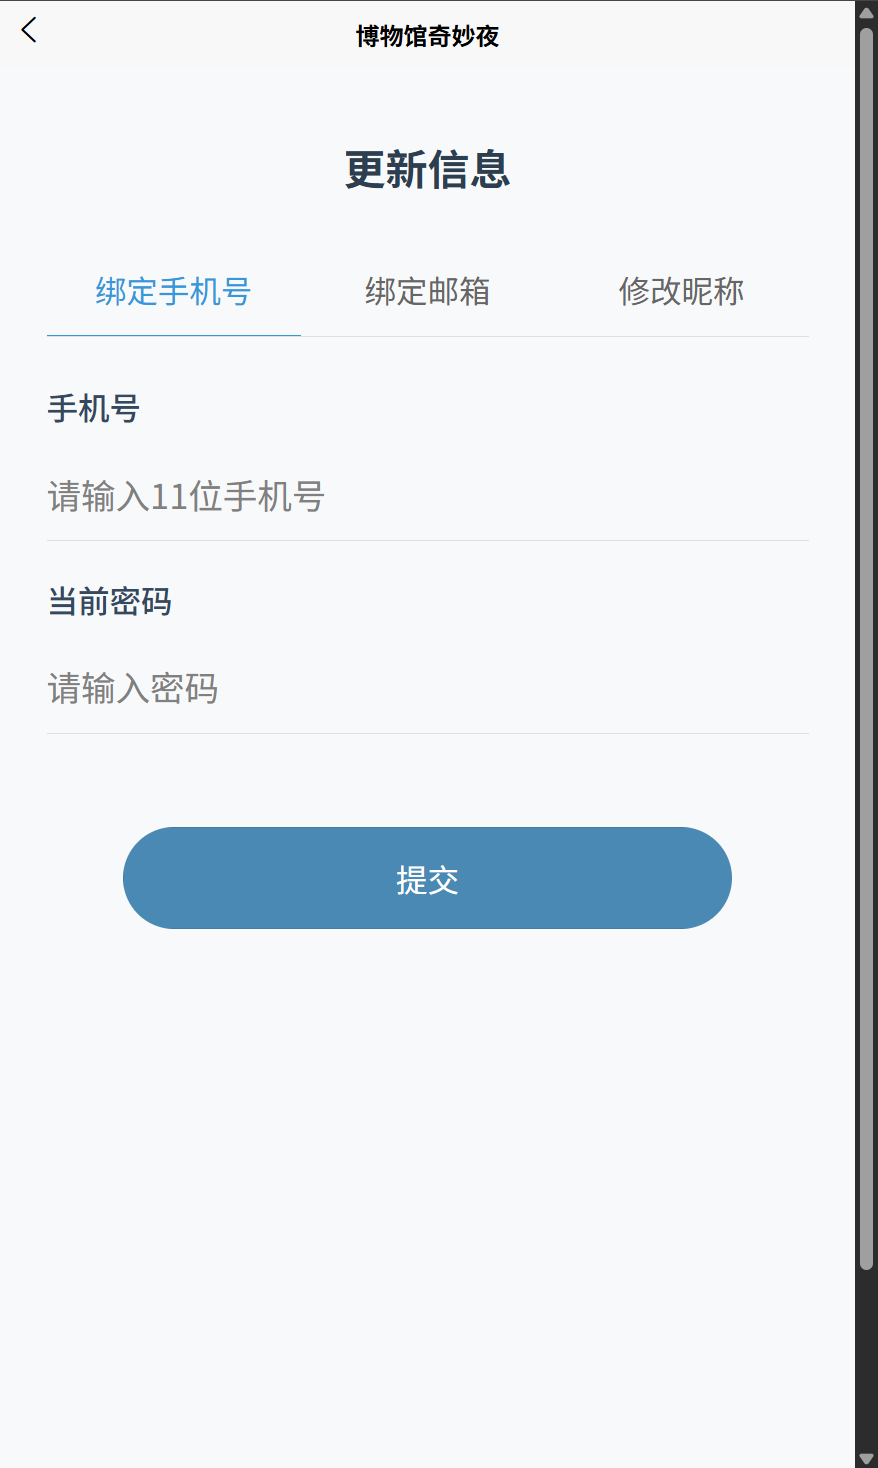 博物馆奇妙夜
更新信息
绑定手机号 绑定邮箱 修改昵称
手机号
请输入11位手机号
当前密码
请输入密码
提交